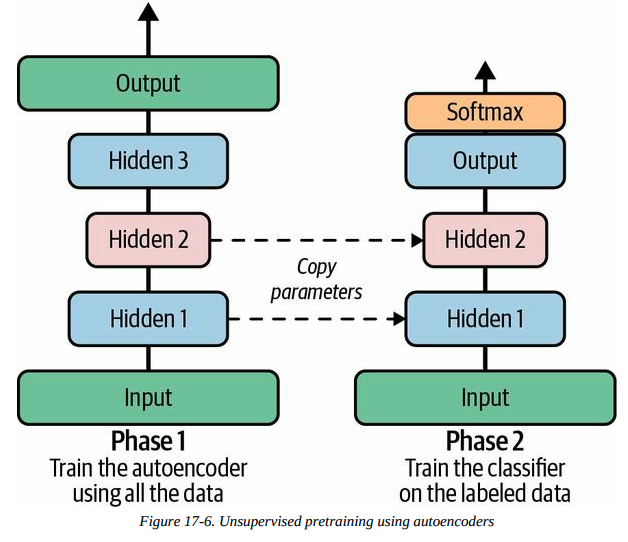 Output
Hidden 3
Hidden 2
Hidden 1
Input
Phase 1
Train the autoencoder
using all the data
Copy
parameters
Softmax
Output
Hidden 2
Hidden 1
Input
Phase 2
Train the classifier
on the labeled data
Figure 17-6. Unsupervised pretraining using autoencoders